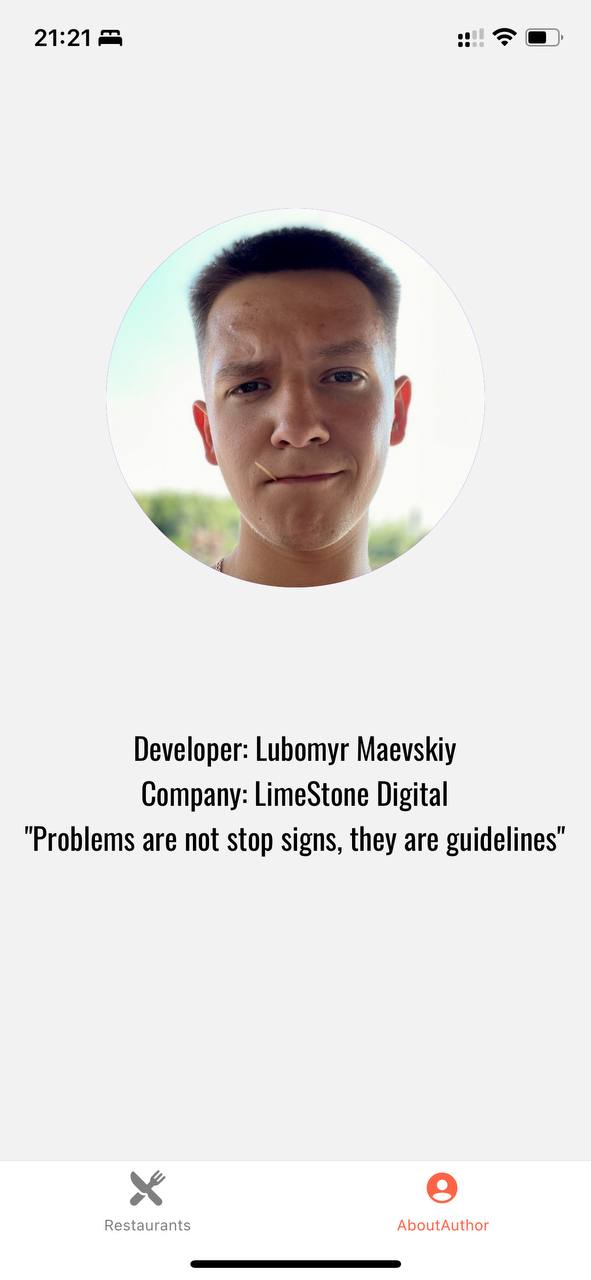 21:21
Developer: Lubomyr Maevskiy
Company: LimeStone Digital
"Problems are not stop signs, they are guidelines"
Restaurants
AboutAuthor